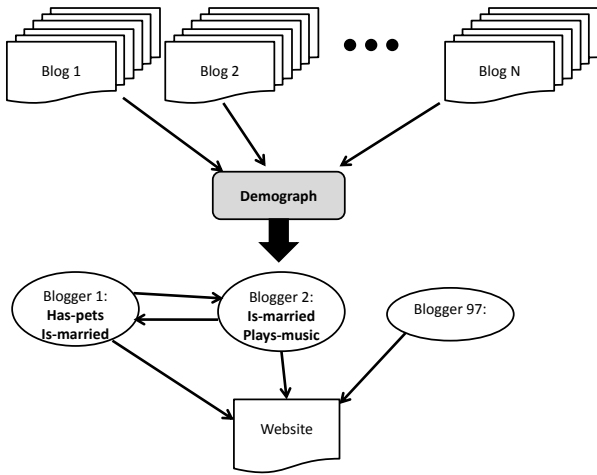 Blog 1
Blog 2
Blog N
Demograph
Blogger 1:
Has-pets
Is-married
Blogger 2:
Is-married
Plays-music
Blogger 97:
Website